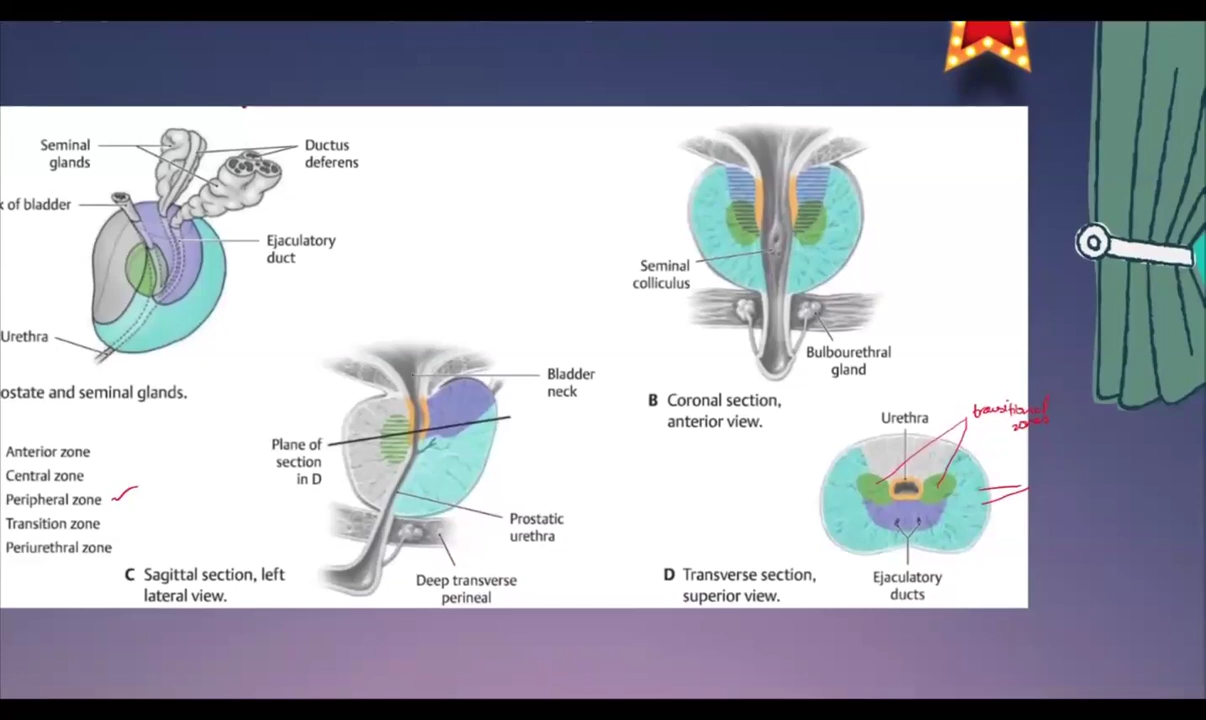 Seminal
glands
Ductus
deferens
of bladder
Ejaculatory
duct
Urethra
ostate and seminal glands.
Anterior zone
Central zone
Peripheral zone
Transition zone
Periurethral zone
Bladder
neck
Plane of
section
in D
Prostatic
urethra
Deep transverse
perineal
C Sagittal section, left
lateral view.
Seminal
colliculus
Bulbourethral
gland
B Coronal section,
anterior view.
transitional
zones
Urethra
Ejaculatory
ducts
D Transverse section,
superior view.